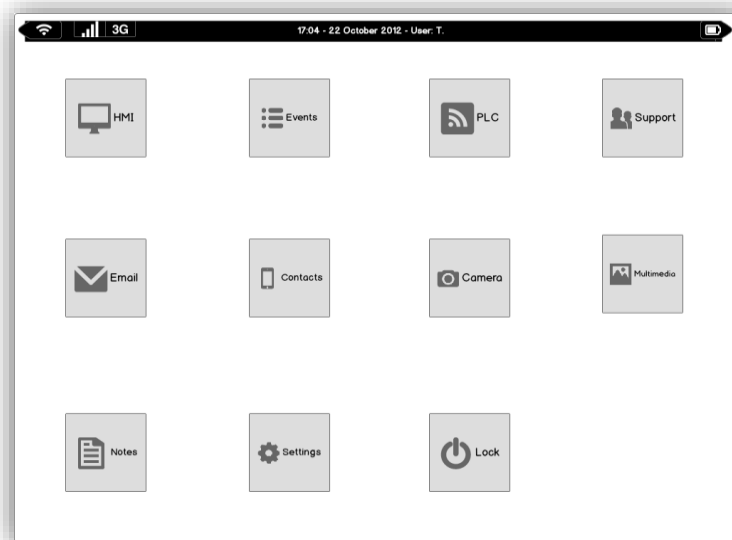 3G 17:04 - 22 October 2012 - User: T.
HMI Events PLC Support
Email Contacts Camera Multimedia
Notes Settings Lock